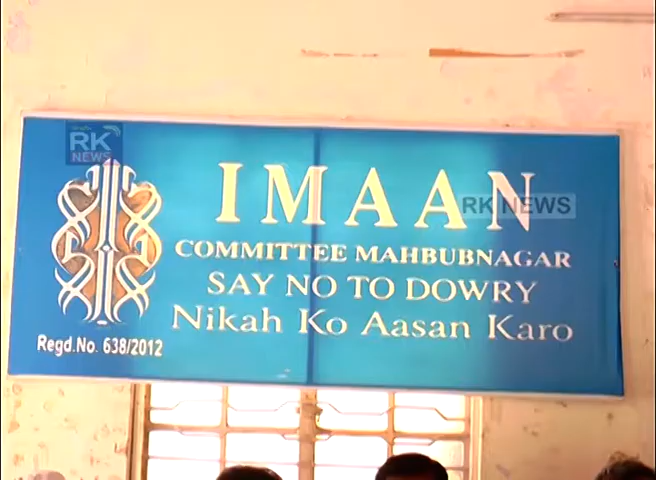 RK
NEWS
IMAAN
RK NEWS
COMMITTEE MAHBUBNAGAR
SAY NO TO DOWRY
Nikah Ko Aasan Karo
Regd.No. 638/2012